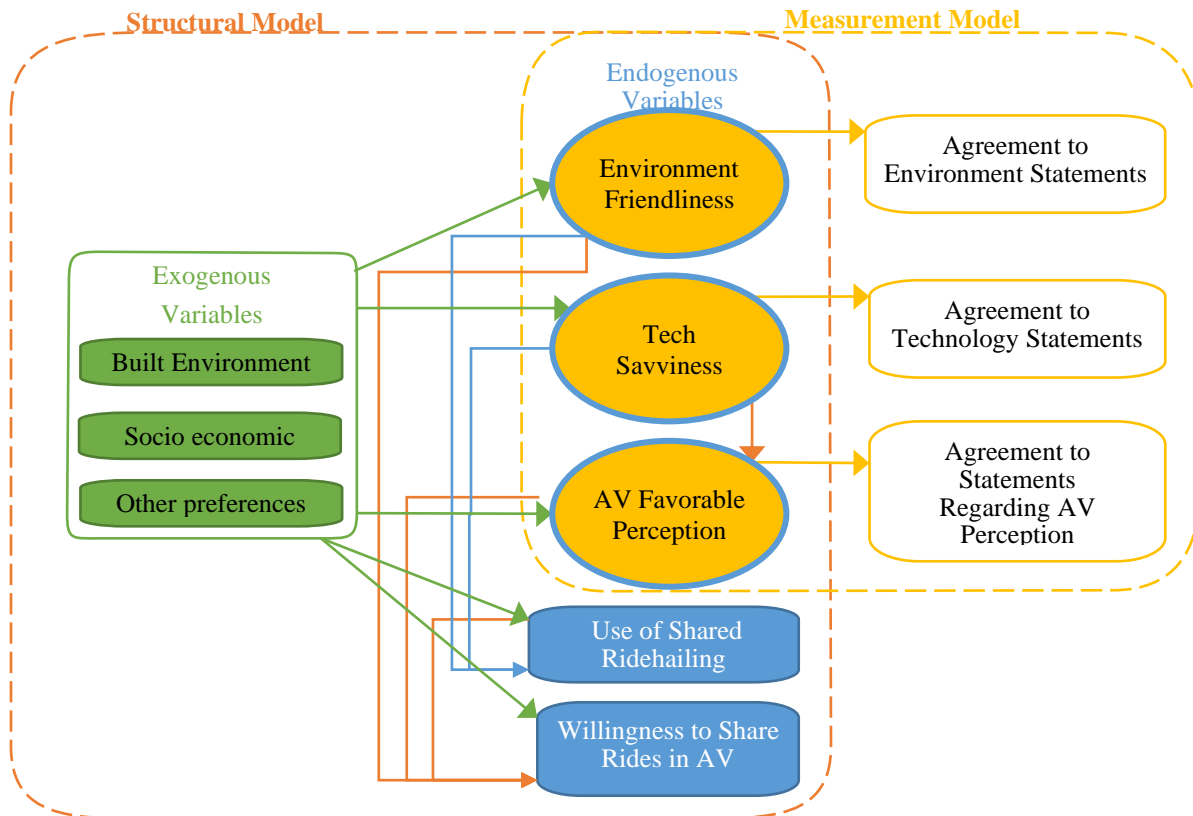 Structural Model
Measurement Model
Endogenous
Variables
Environment
Friendliness
Agreement to
Environment Statements
Exogenous
Variables
Built Environment
Socio economic
Other preferences
Tech
Savviness
Agreement to
Technology Statements
AV Favorable
Perception
Agreement to
Statements
Regarding AV
Perception
Use of Shared
Ridehailing
Willingness to Share
Rides in AV